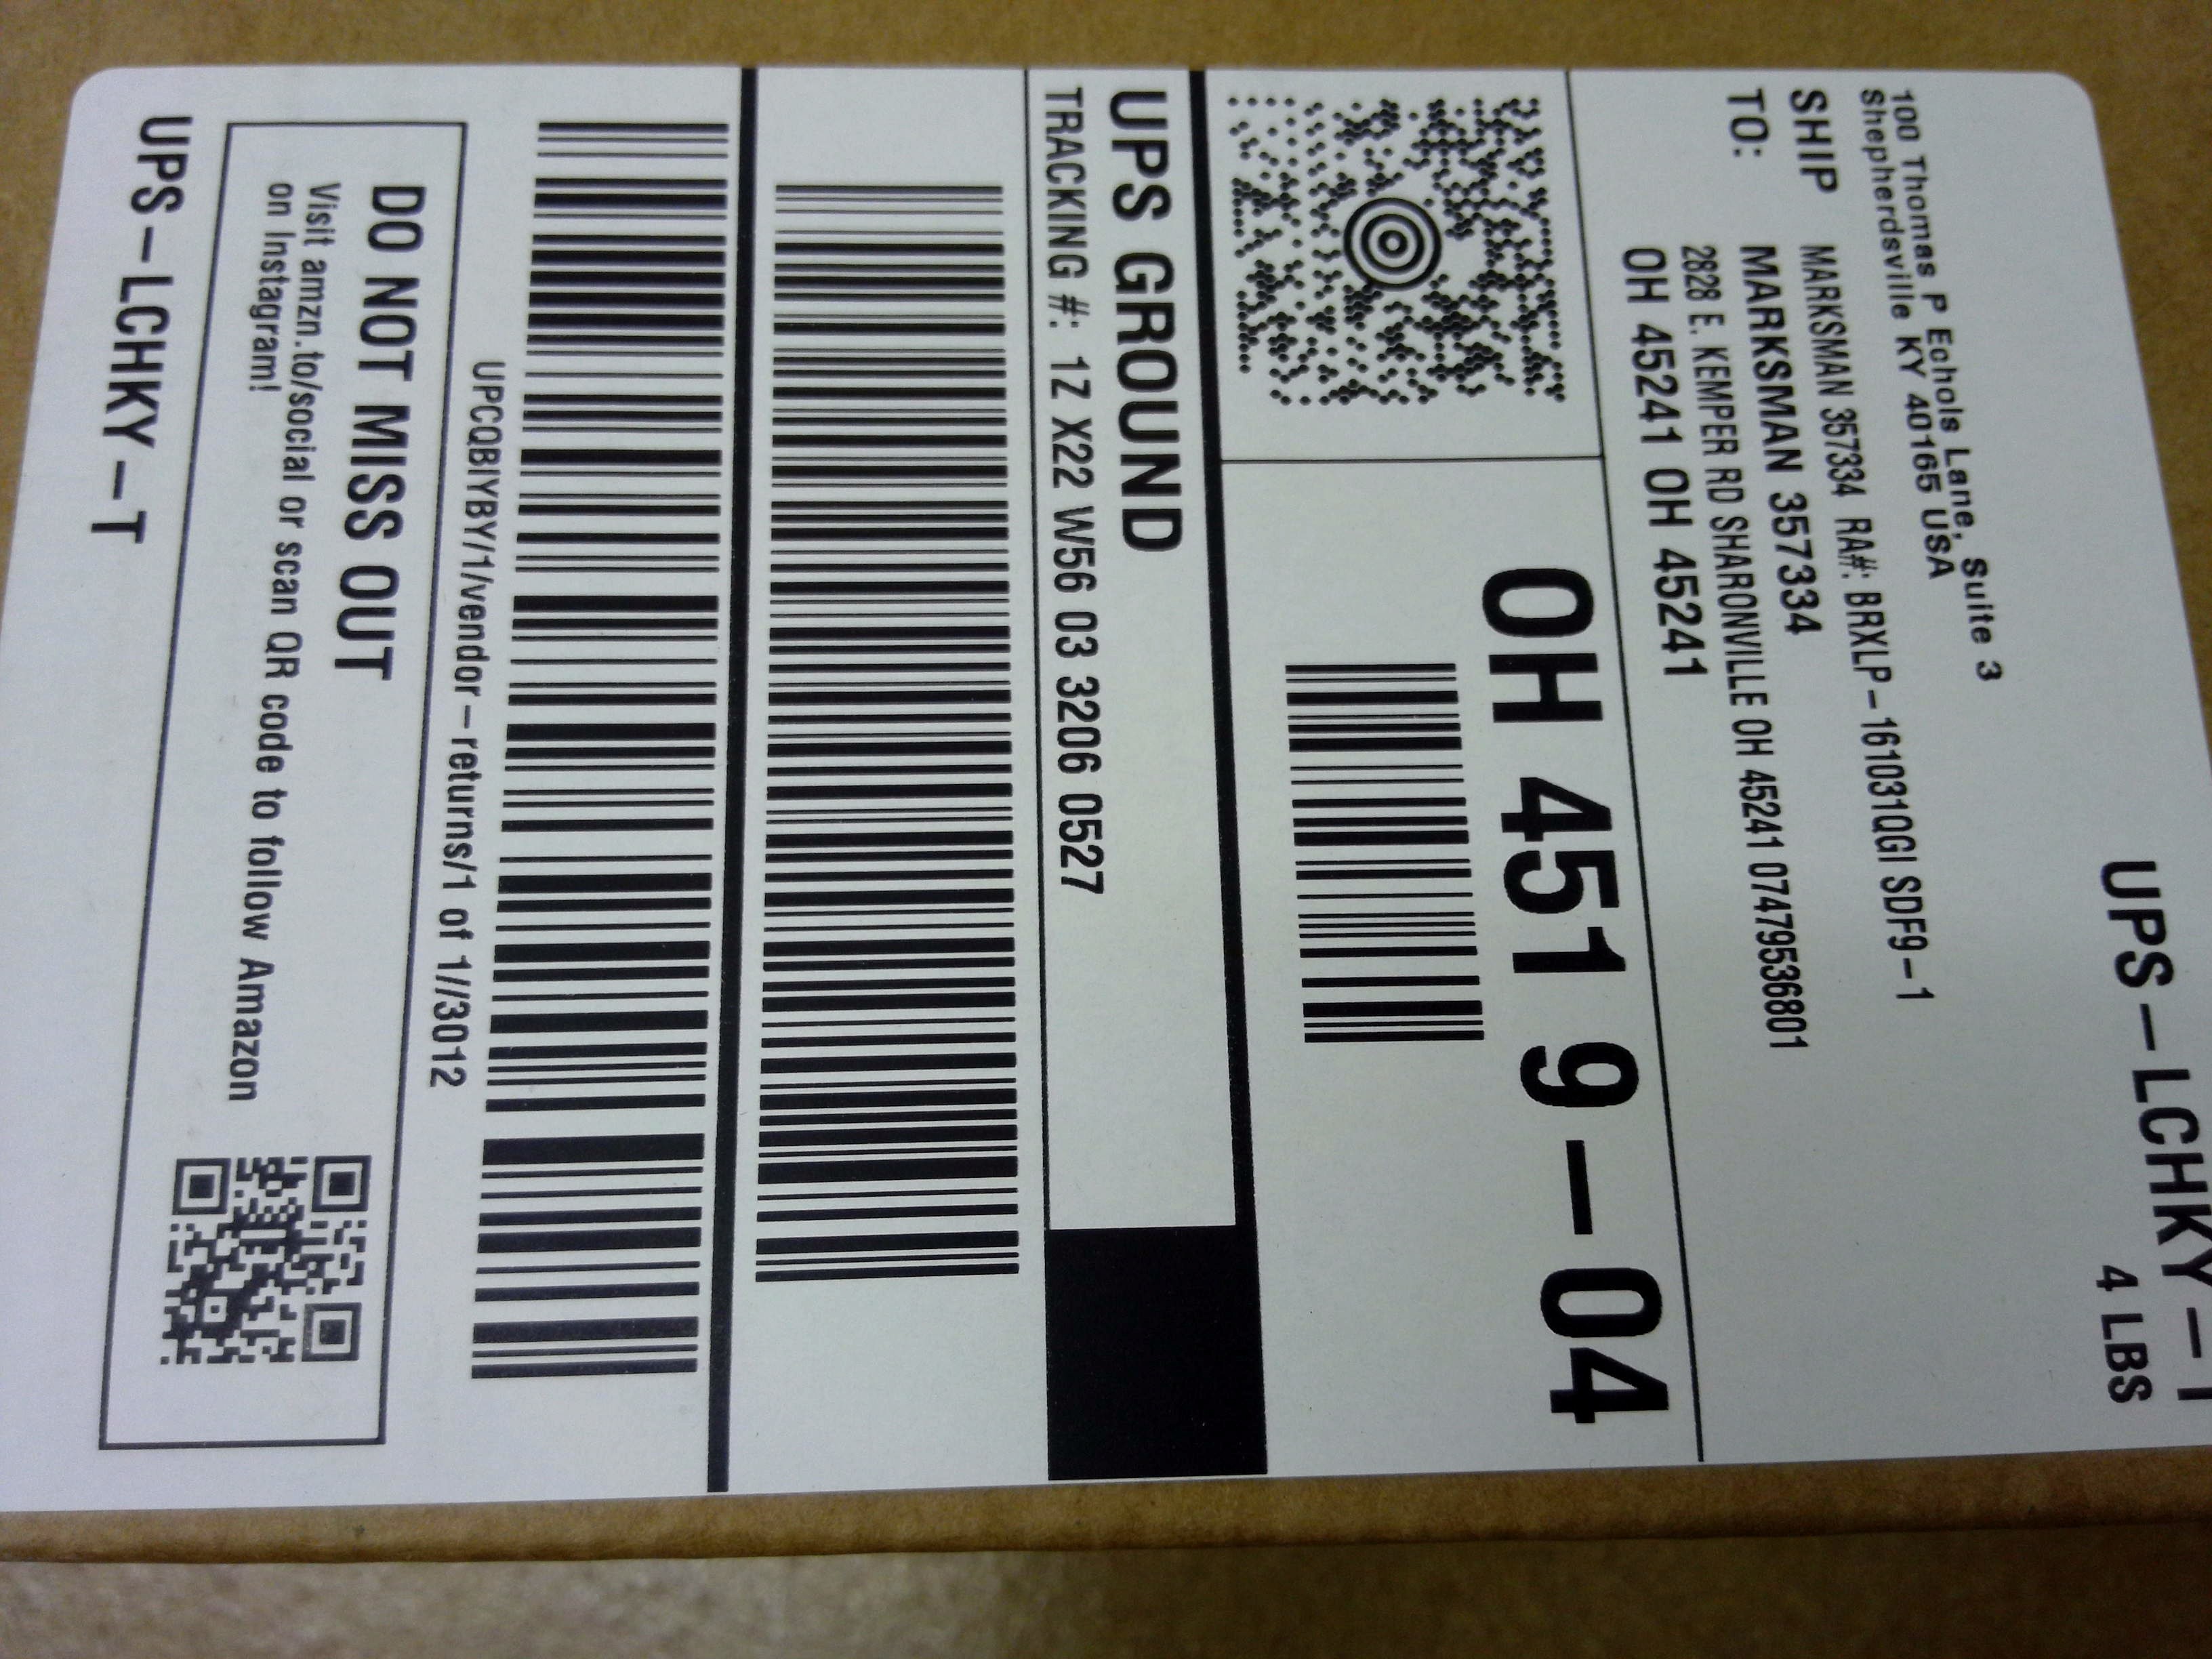 UPS-LCHKY-T
4 LBS
100 Thomas P Echols Lane, Suite 3
Shepherdsville KY 40165 USA
SHIP
TO:
MARKSMAN 357334 RA#: BRXLP-161031QGI SDF9-1
MARKSMAN 357334
2828 E. KEMPER RD SHARONVILLE OH 45241 07479536801
OH 45241 OH 45241
OH 451 9-04
UPS GROUND
TRACKING #: 1Z X22 W56 03 3206 0527
UPCQBIYBY/1/vendor-returns/1 of 1//3012
DO NOT MISS OUT
Visit amzn.to/social or scan QR code to follow Amazon
on Instagram!
UPS-LCHKY-T